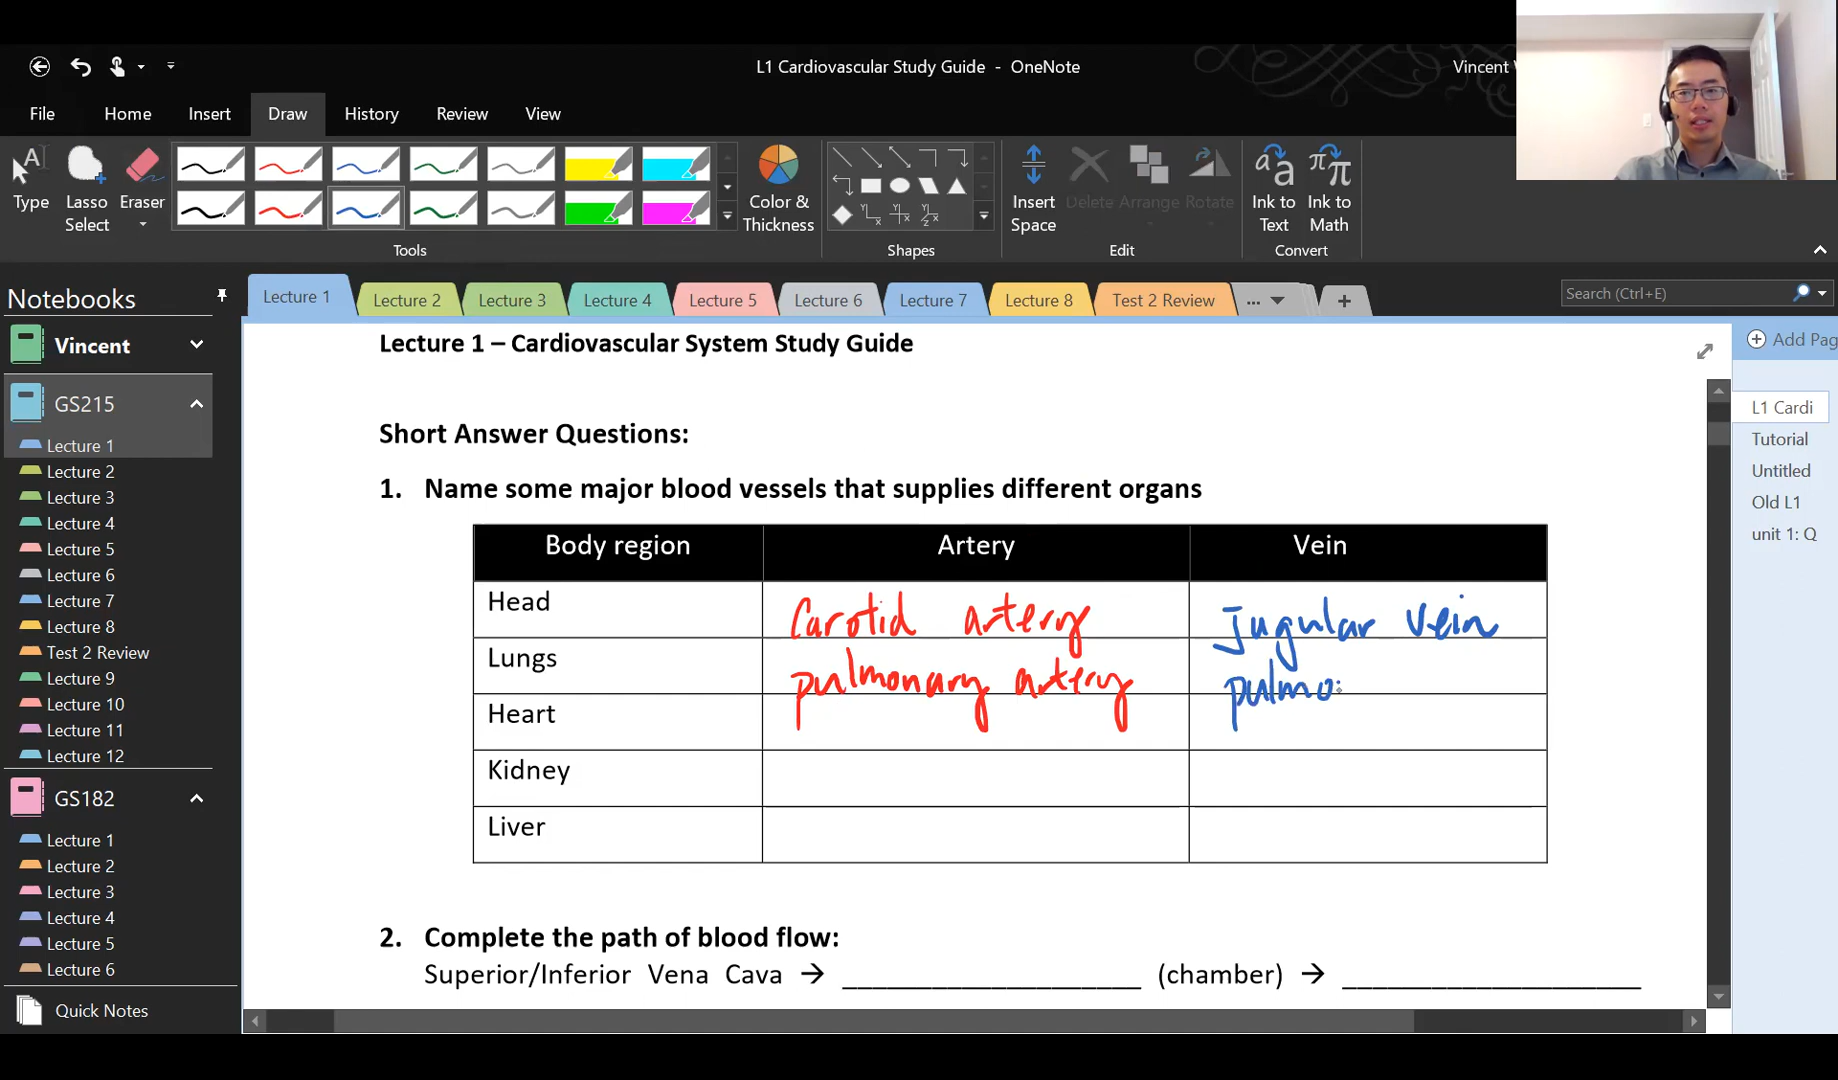 L1 Cardiovascular Study Guide - OneNote
Vincent
File Home Insert Draw History Review View
Type
Lasso Select
Eraser
Color & Thickness
Insert Space
Delete
Arrange
Rotate
Ink to Text
Ink to Math
Tools
Shapes
Edit
Convert
Notebooks
Lecture 1 Lecture 2 Lecture 3 Lecture 4 Lecture 5 Lecture 6 Lecture 7 Lecture 8 Test 2 Review ... +
Search (Ctrl+E)
Vincent
GS215
Lecture 1
Lecture 2
Lecture 3
Lecture 4
Lecture 5
Lecture 6
Lecture 7
Lecture 8
Test 2 Review
Lecture 9
Lecture 10
Lecture 11
Lecture 12
GS182
Lecture 1
Lecture 2
Lecture 3
Lecture 4
Lecture 5
Lecture 6
Quick Notes
Lecture 1 – Cardiovascular System Study Guide
Short Answer Questions:
1. Name some major blood vessels that supplies different organs
Body region Artery Vein
Head Carotid artery Jugular vein
Lungs pulmonary artery pulmo
Heart
Kidney
Liver
2. Complete the path of blood flow:
Superior/Inferior Vena Cava → ____________________ (chamber) → ____________________
Add Pag
L1 Cardi
Tutorial
Untitled
Old L1
unit 1: Q